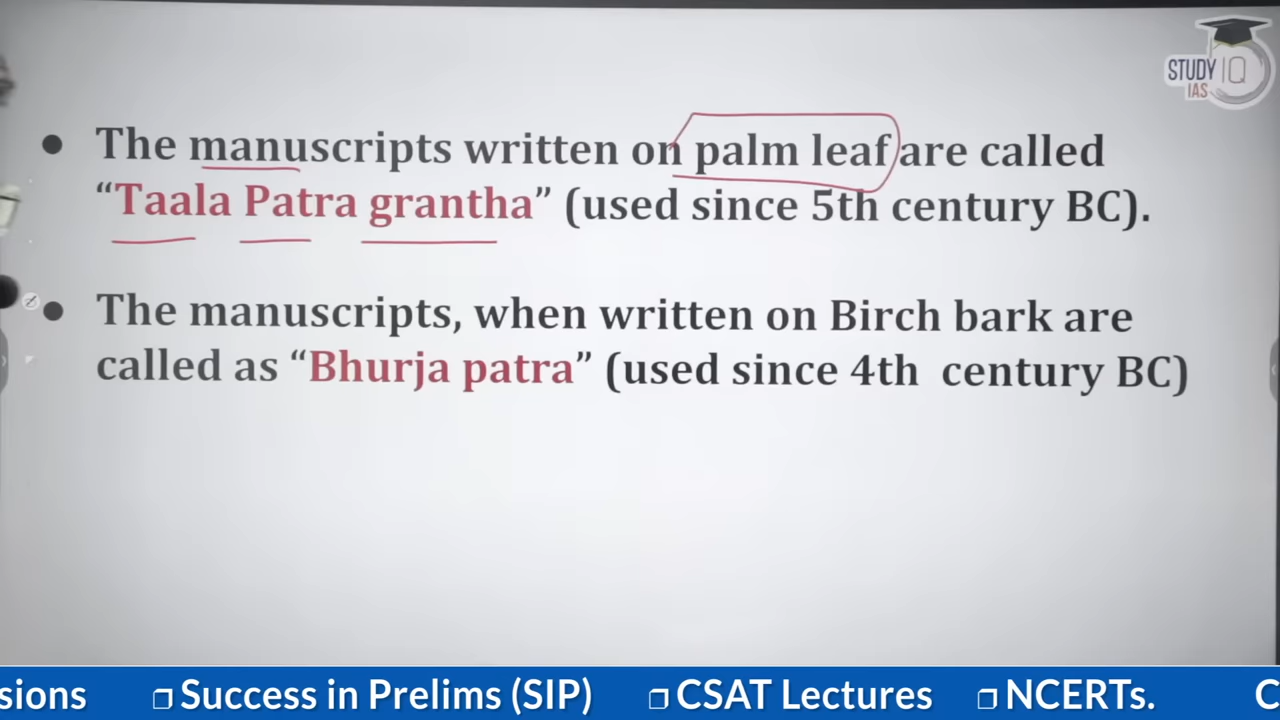 STUDY IQ
IAS
• The manuscripts written on palm leaf are called
“Taala Patra grantha” (used since 5th century BC).
• The manuscripts, when written on Birch bark are
called as “Bhurja patra” (used since 4th century BC)
sions ❒ Success in Prelims (SIP) ❒ CSAT Lectures ❒ NCERTs. C